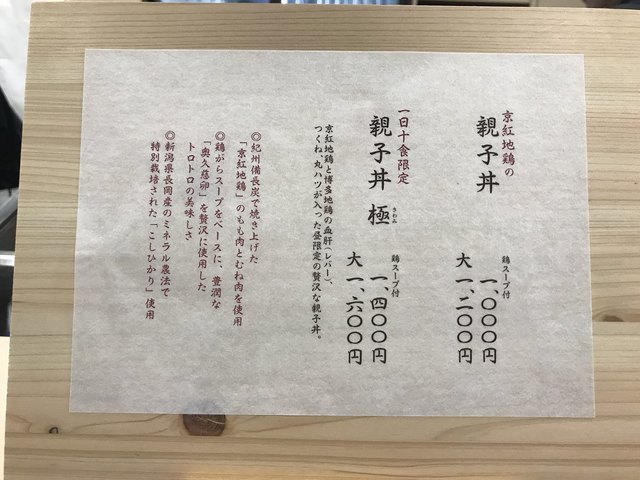 京紅地鶏の
親子丼
鶏スープ付
一、〇〇〇円
大 一、二〇〇円
一日十食限定
親子丼 極
きわみ
鶏スープ付
一、四〇〇円
大 一、六〇〇円
京紅地鶏と博多地鶏の血肝（レバー）、
つくね、丸ハツが入った昼限定の贅沢な親子丼。
◎紀州備長炭で焼き上げた
「京紅地鶏」のもも肉とむね肉を使用
◎鶏がらスープをベースに、豊潤な
「奥久慈卵」を贅沢に使用した
トロトロの美味しさ
◎新潟県長岡産のミネラル農法で
特別栽培された「こしひかり」使用